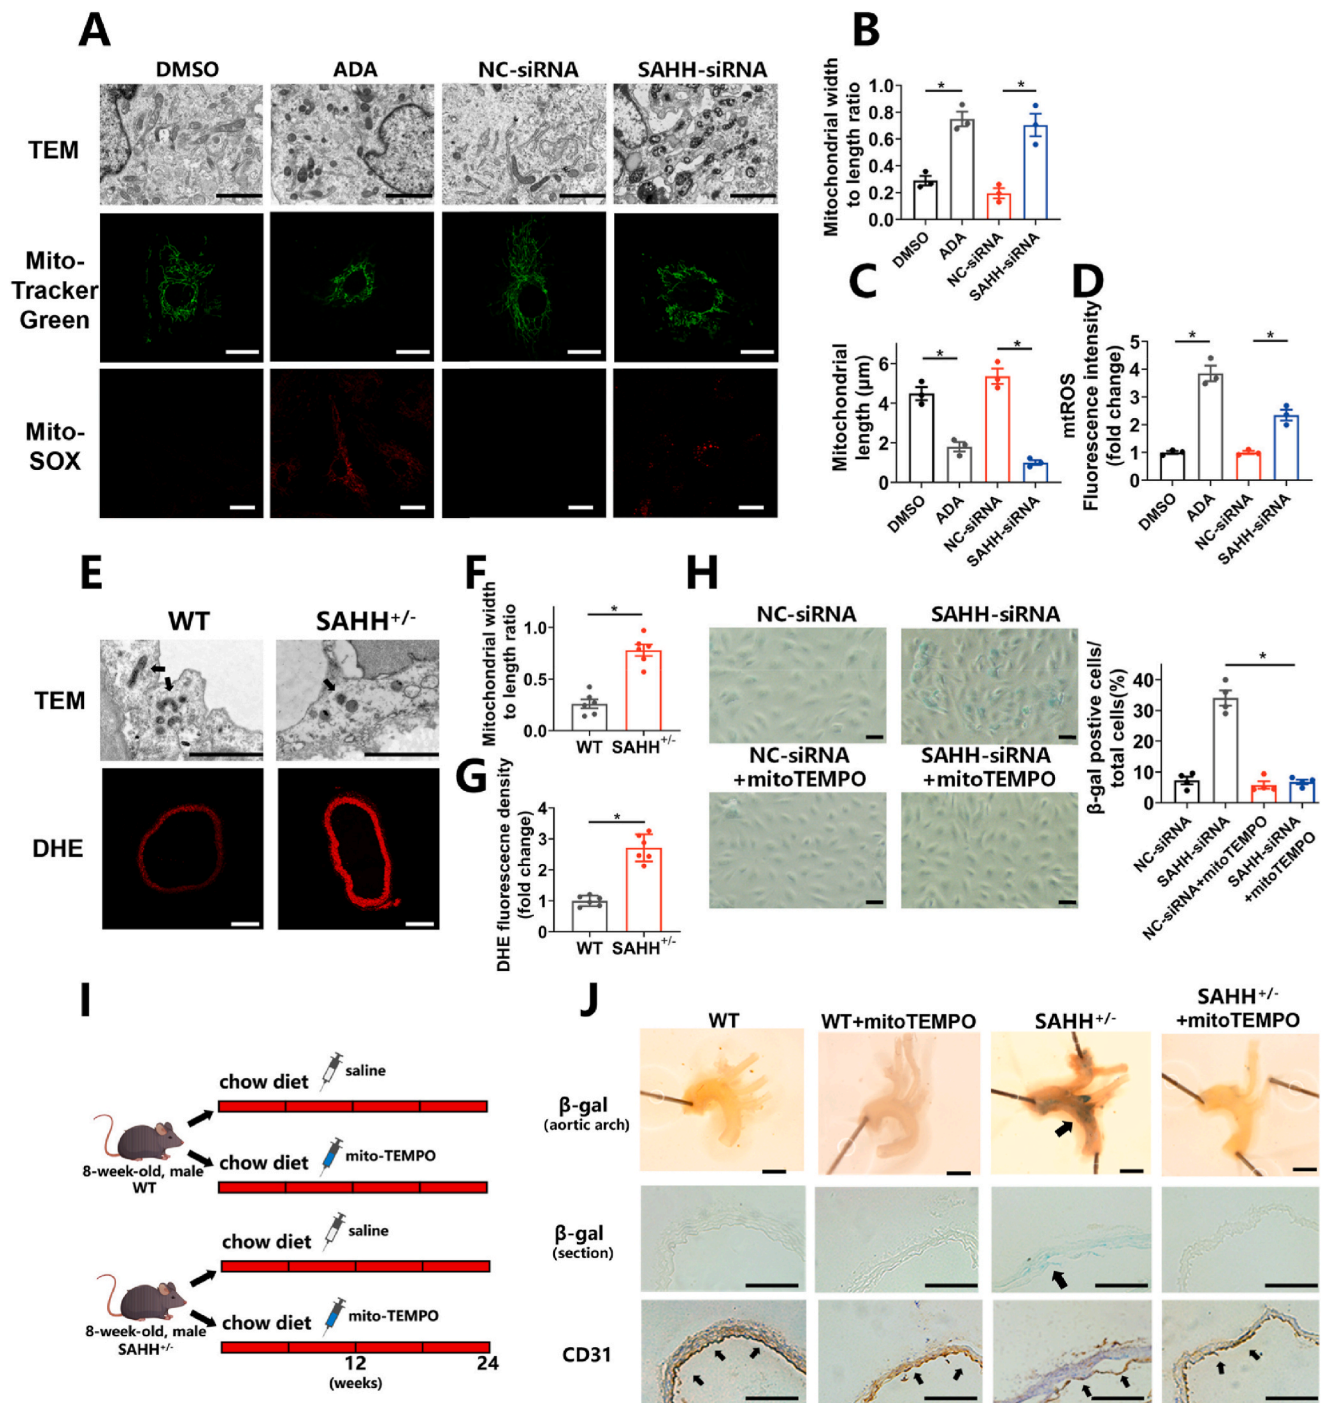 A
DMSO
ADA
NC-siRNA
SAHH-siRNA
TEM
Mito-
Tracker
Green
Mito-
SOX
B
Mitochondrial width
to length ratio
1.0
0.8
0.6
0.4
0.2
0.0
*
*
DMSO
ADA
NC-siRNA
SAHH-siRNA
C
Mitochondrial
length (μm)
6
4
2
0
*
*
DMSO
ADA
NC-siRNA
SAHH-siRNA
D
mtROS
Fluorescence intensity
(fold change)
5
4
3
2
1
0
*
*
DMSO
ADA
NC-siRNA
SAHH-siRNA
E
WT
SAHH+/-
TEM
DHE
F
Mitochondrial width
to length ratio
1.0
0.5
0.0
*
WT
SAHH+/-
G
DHE fluorescecne density
(fold change)
4
3
2
1
0
*
WT
SAHH+/-
H
NC-siRNA
SAHH-siRNA
NC-siRNA
+mitoTEMPO
SAHH-siRNA
+mitoTEMPO
β-gal postive cells/
total cells(%)
40
30
20
10
0
*
NC-siRNA
SAHH-siRNA
NC-siRNA+mitoTEMPO
SAHH-siRNA
+mitoTEMPO
I
chow diet
saline
chow diet
mito-TEMPO
8-week-old, male
WT
chow diet
saline
chow diet
mito-TEMPO
8-week-old, male
SAHH+/-
12
24
(weeks)
J
WT
WT+mitoTEMPO
SAHH+/-
SAHH+/-
+mitoTEMPO
β-gal
(aortic arch)
β-gal
(section)
CD31